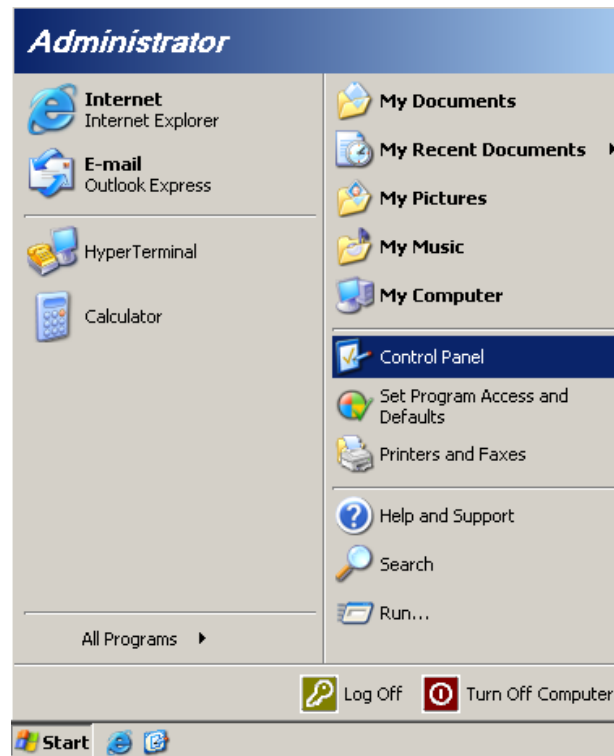 Administrator
Internet
Internet Explorer
E-mail
Outlook Express
HyperTerminal
Calculator
All Programs
My Documents
My Recent Documents
My Pictures
My Music
My Computer
Control Panel
Set Program Access and
Defaults
Printers and Faxes
Help and Support
Search
Run...
Log Off
Turn Off Computer
Start